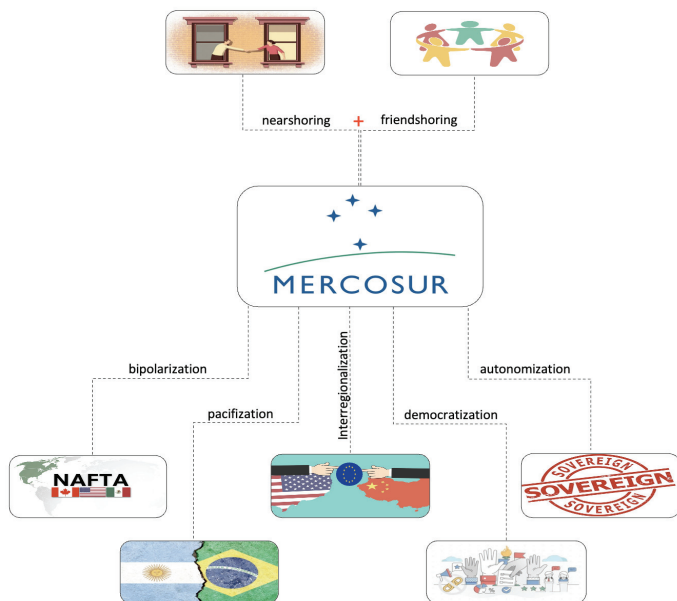 nearshoring + friendshoring
MERCOSUR
bipolarization
pacifization
Interregionalization
democratization
autonomization
NAFTA
SOVEREIGN
SOVEREIGN
SOVEREIGN